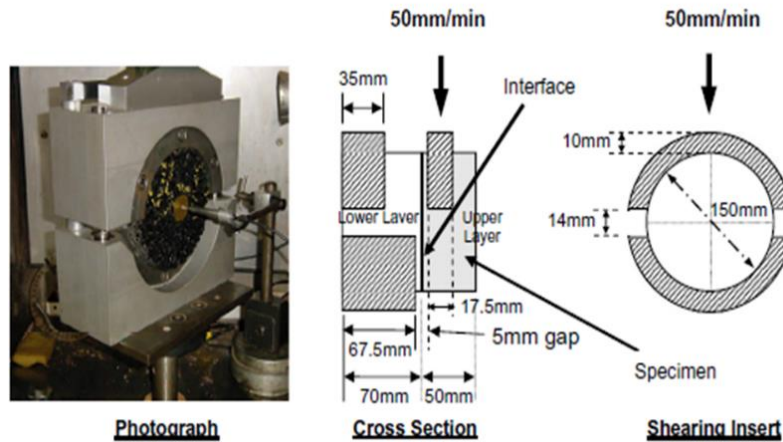 50mm/min
50mm/min
35mm
Interface
10mm
Lower Laver
Upper
Layer
14mm
150mm
17.5mm
67.5mm
5mm gap
70mm
50mm
Specimen
Photograph
Cross Section
Shearing Insert